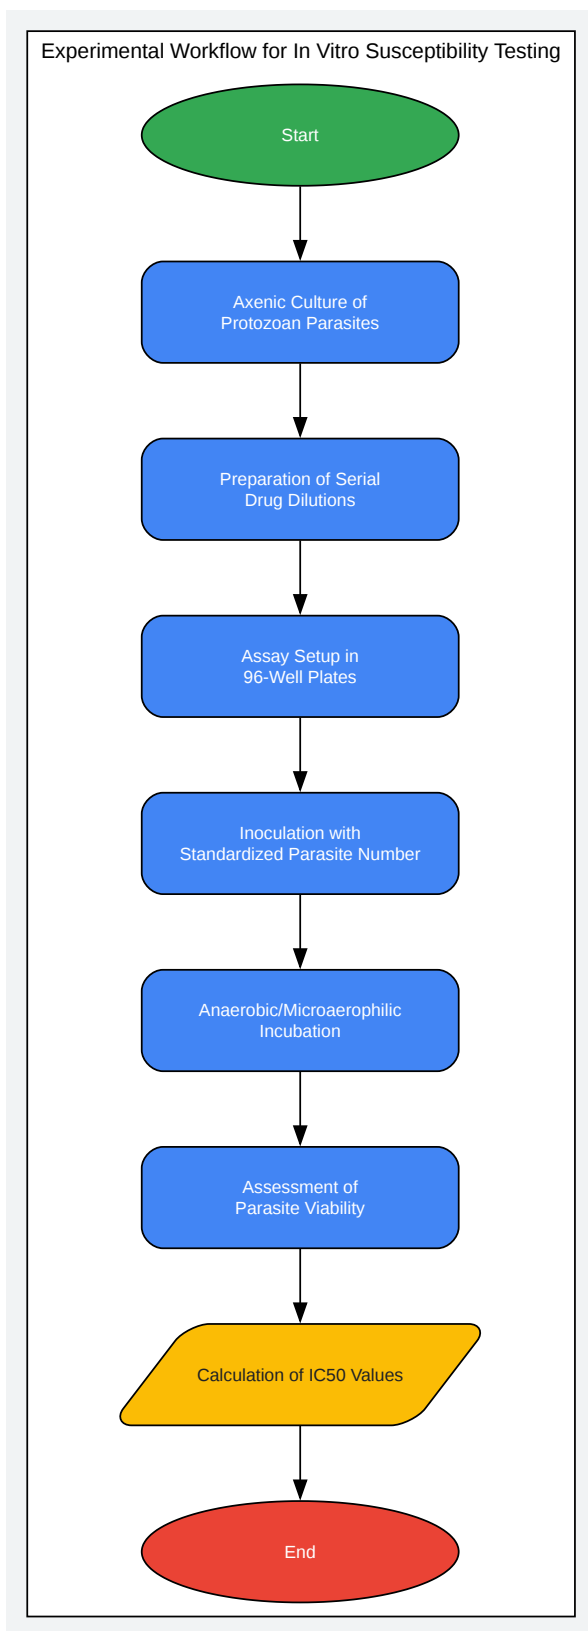 Experimental Workflow for In Vitro Susceptibility Testing
Start
Axenic Culture of
Protozoan Parasites
Preparation of Serial
Drug Dilutions
Assay Setup in
96-Well Plates
Inoculation with
Standardized Parasite Number
Anaerobic/Microaerophilic
Incubation
Assessment of
Parasite Viability
Calculation of IC50 Values
End